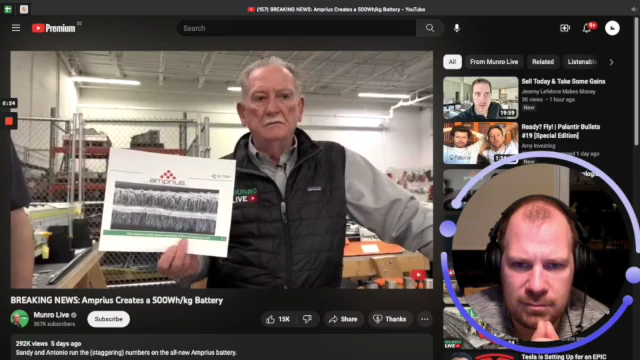 (157) BREAKING NEWS: Amprius Creates a 500Wh/kg Battery - YouTube
Premium
SE
Search
9+
6:24
All
From Munro Live
Related
Listenable
Sell Today & Take Some Gains
Jeremy Lefebvre Makes Money
3K views • 1 hour ago
New
19:59
Ready? Fly! | Palantir Bullets
#19 [Special Edition]
Amy Investing
1 day ago
New
Palantir
amprius
MUNRO
LIVE
BREAKING NEWS: Amprius Creates a 500Wh/kg Battery
Munro Live
367K subscribers
Subscribe
15K
Share
Thanks
292K views 5 days ago
Sandy and Antonio run the (staggering) numbers on the all-new Amprius battery.
Tesla is Setting Up for an EPIC